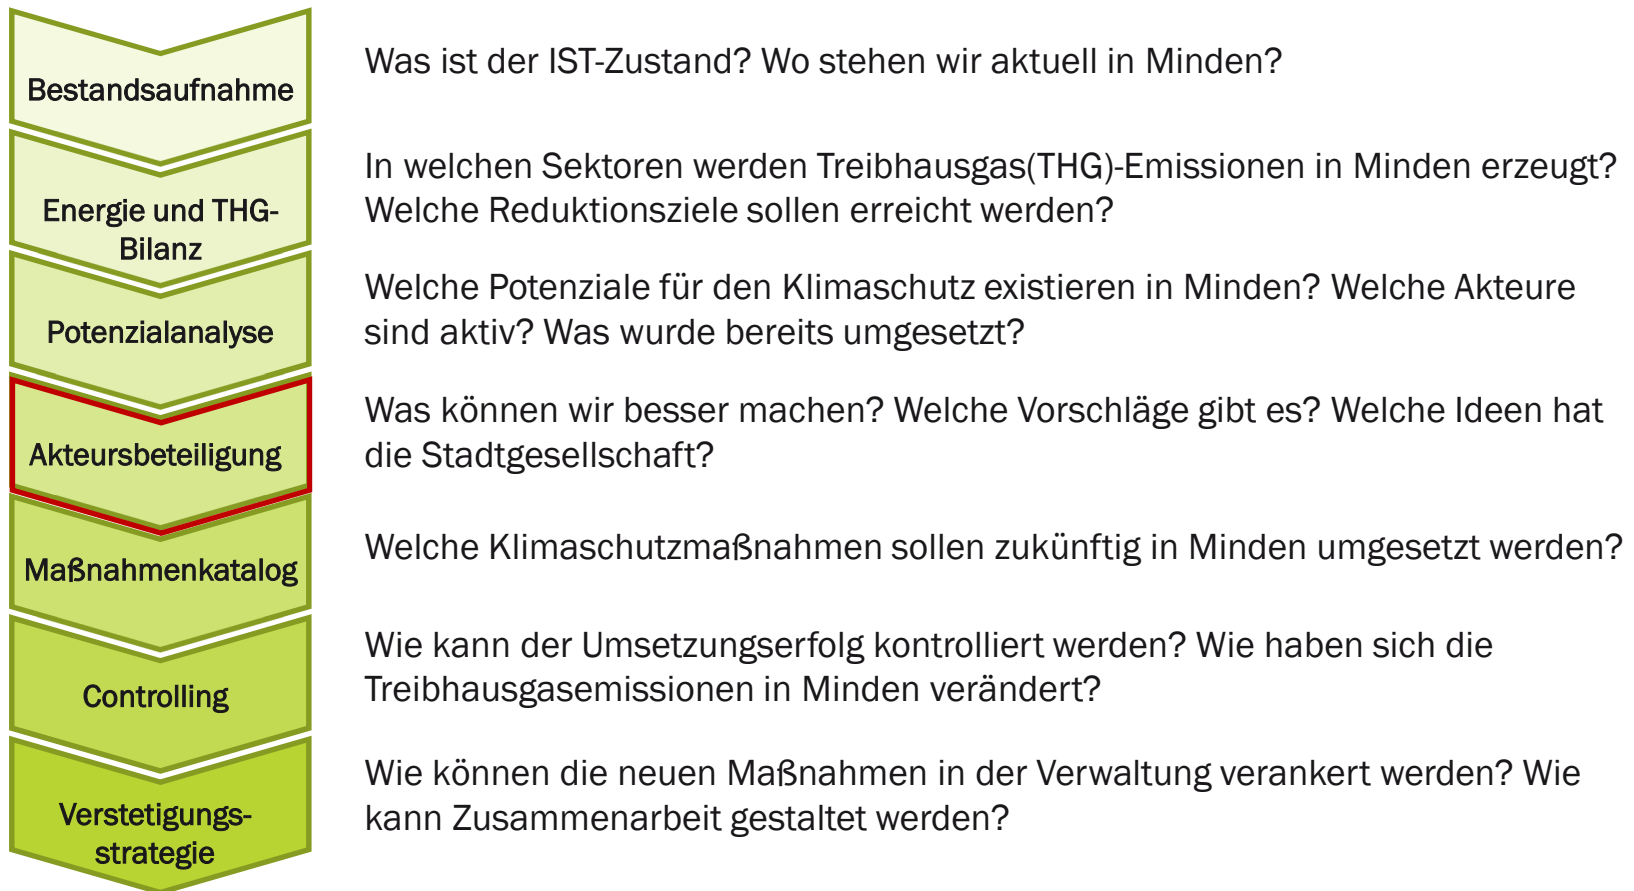 Bestandsaufnahme
Was ist der IST-Zustand? Wo stehen wir aktuell in Minden?
Energie und THG-
Bilanz
In welchen Sektoren werden Treibhausgas(THG)-Emissionen in Minden erzeugt?
Welche Reduktionsziele sollen erreicht werden?
Potenzialanalyse
Welche Potenziale für den Klimaschutz existieren in Minden? Welche Akteure
sind aktiv? Was wurde bereits umgesetzt?
Akteursbeteiligung
Was können wir besser machen? Welche Vorschläge gibt es? Welche Ideen hat
die Stadtgesellschaft?
Maßnahmenkatalog
Welche Klimaschutzmaßnahmen sollen zukünftig in Minden umgesetzt werden?
Controlling
Wie kann der Umsetzungserfolg kontrolliert werden? Wie haben sich die
Treibhausgasemissionen in Minden verändert?
Verstetigungs-
strategie
Wie können die neuen Maßnahmen in der Verwaltung verankert werden? Wie
kann Zusammenarbeit gestaltet werden?